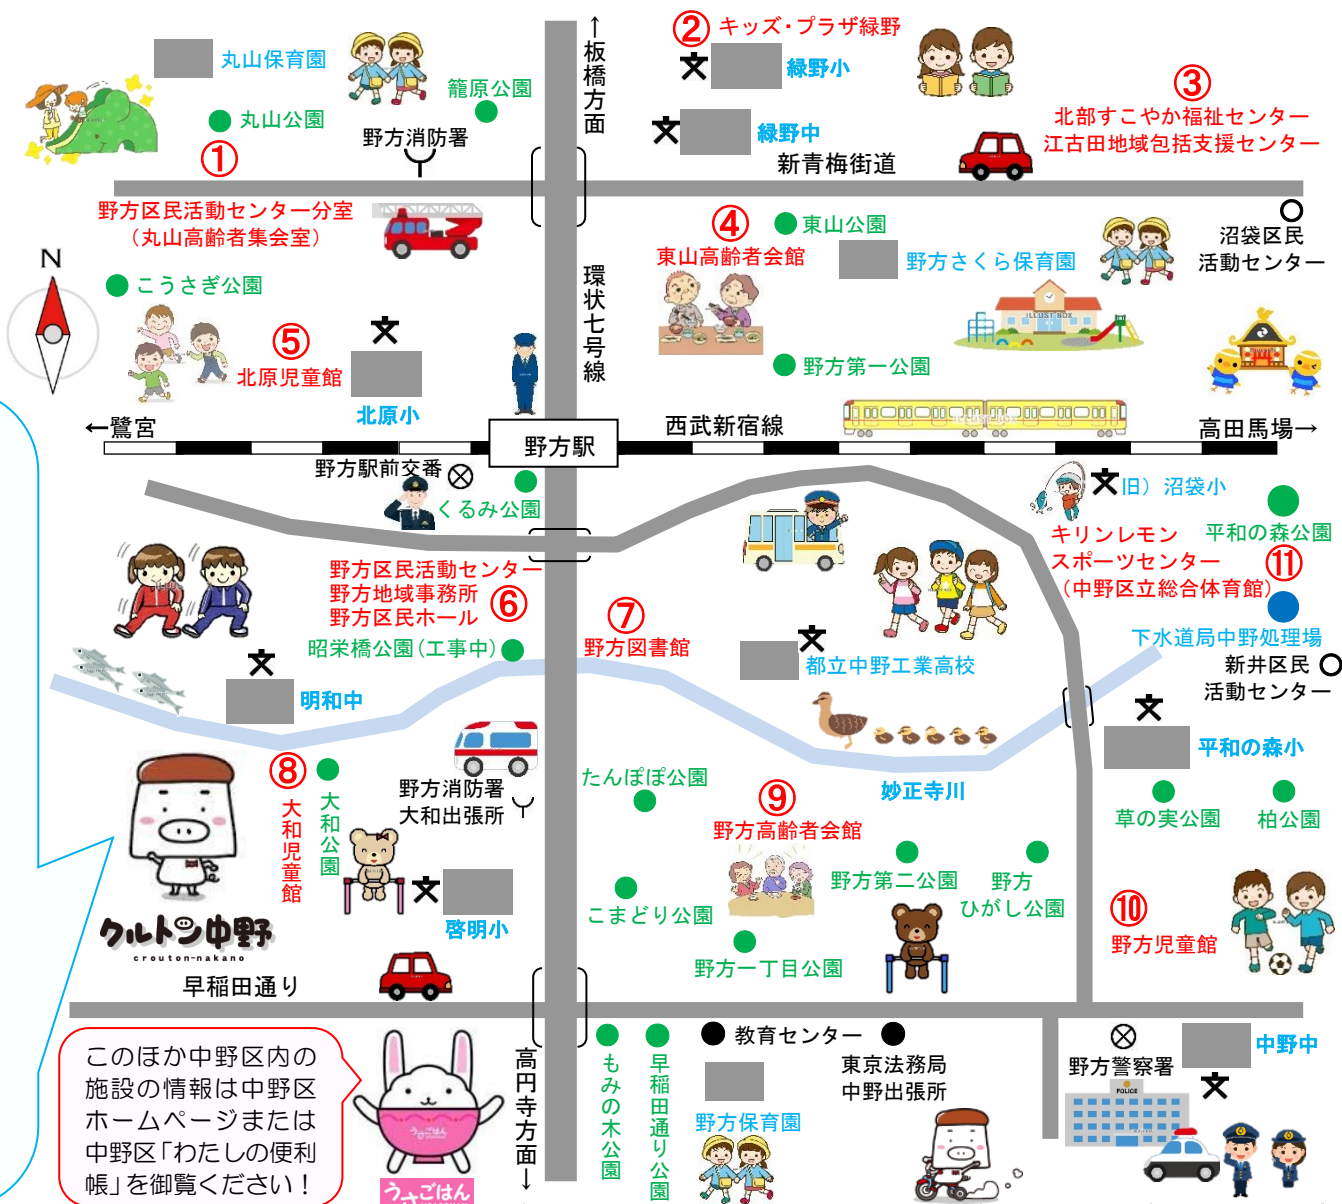 ↑板橋方面
② キッズ・プラザ緑野
丸山保育園
緑野小
籠原公園
③
北部すこやか福祉センター
江古田地域包括支援センター
丸山公園
野方消防署
緑野中
①
新青梅街道
野方区民活動センター分室
（丸山高齢者集会室）
④
東山公園
東山高齢者会館
野方さくら保育園
沼袋区民
活動センター
N
こうさぎ公園
環状七号線
ILLUST BOX
⑤
北原児童館
野方第一公園
北原小
←鷺宮
野方駅
西武新宿線
高田馬場→
野方駅前交番
くるみ公園
旧）沼袋小
平和の森公園
キリンレモン
スポーツセンター
（中野区立総合体育館）
⑪
野方区民活動センター
野方地域事務所
野方区民ホール
⑥
⑦
野方図書館
昭栄橋公園（工事中）
都立中野工業高校
下水道局中野処理場
新井区民
活動センター
明和中
平和の森小
⑧
大和児童館
大和公園
野方消防署
大和出張所
たんぽぽ公園
⑨
野方高齢者会館
妙正寺川
草の実公園
柏公園
こまどり公園
野方第二公園
野方
ひがし公園
⑩
野方児童館
啓明小
クルトン中野
crouton-nakano
野方一丁目公園
早稲田通り
このほか中野区内の
施設の情報は中野区
ホームページまたは
中野区「わたしの便利
帳」を御覧ください！
うさごはん
うさごはん
高円寺方面↓
もみの木公園
早稲田通り公園
教育センター
野方保育園
東京法務局
中野出張所
野方警察署
POLICE
中野中